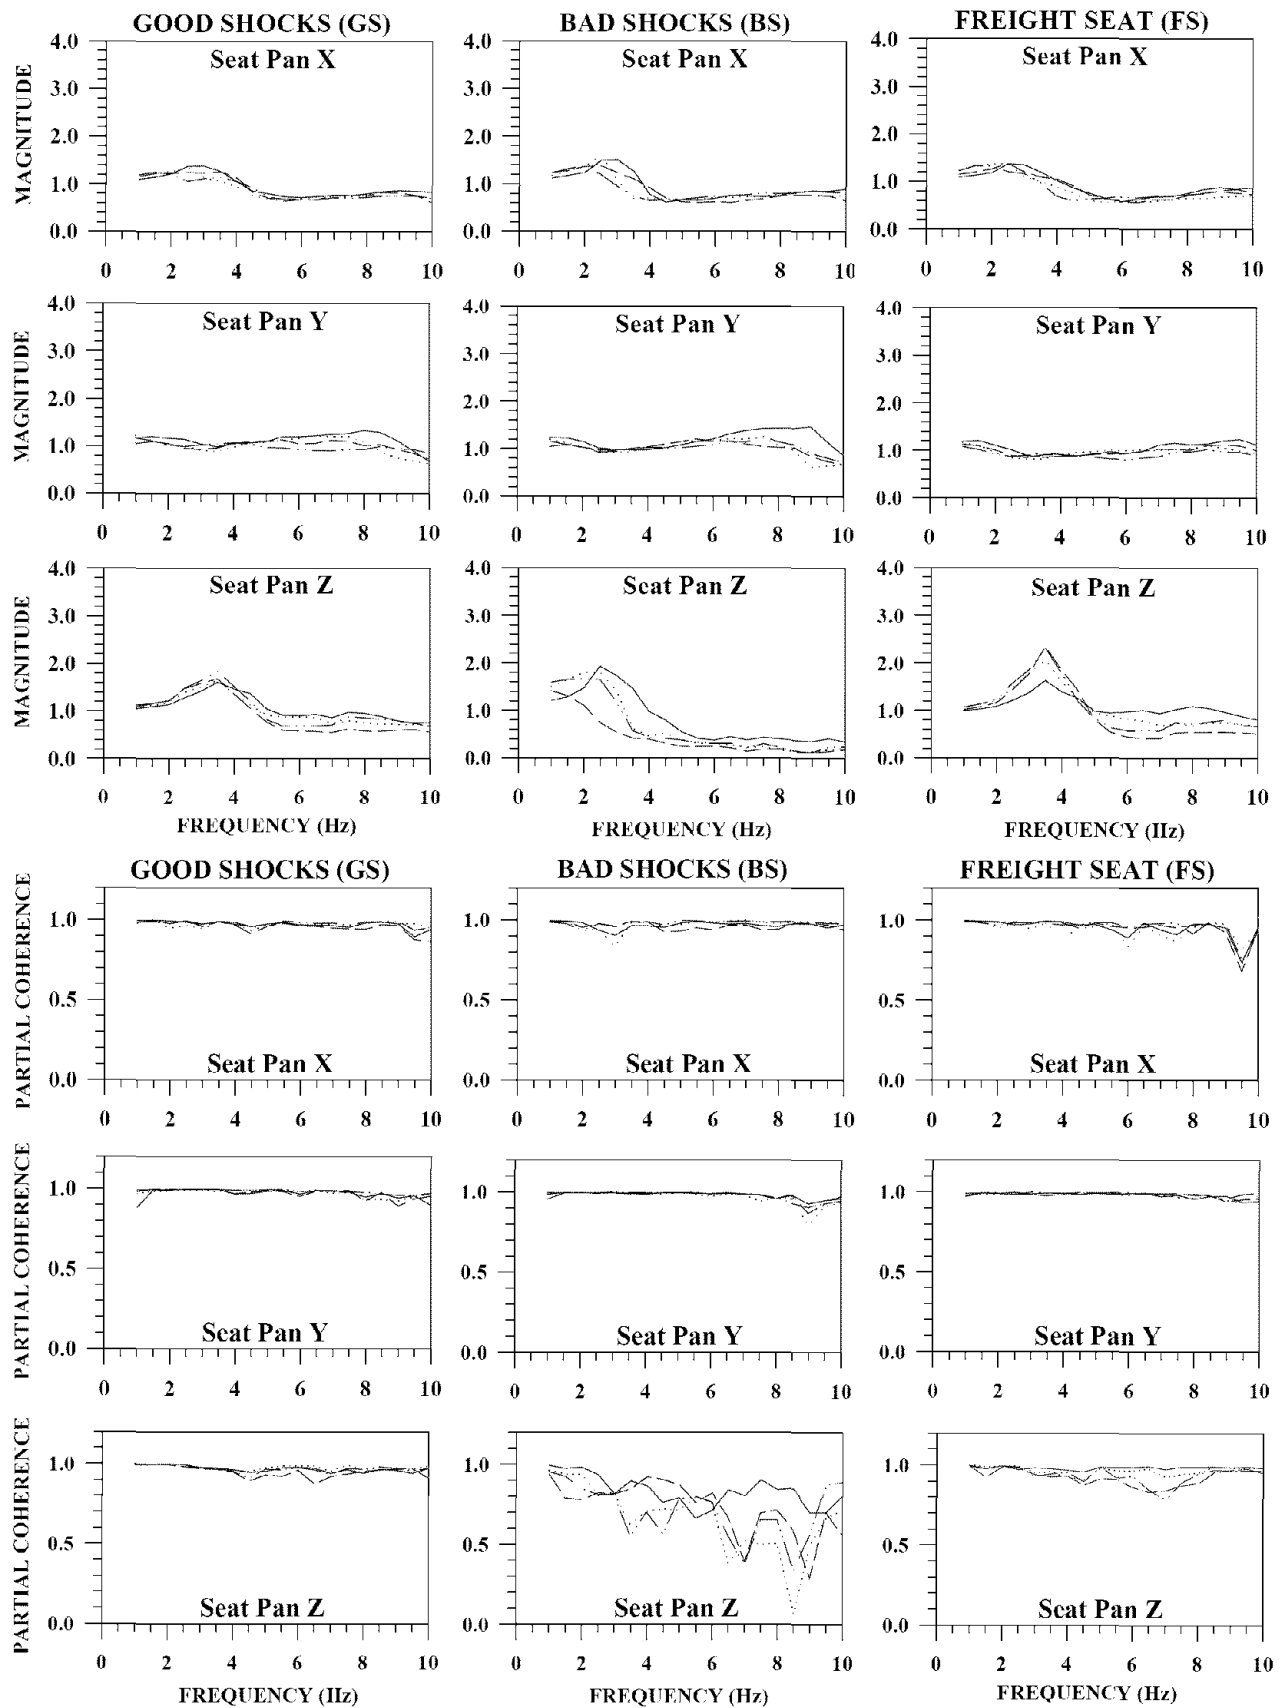 GOOD SHOCKS (GS) BAD SHOCKS (BS) FREIGHT SEAT (FS)
MAGNITUDE
4.0 3.0 2.0 1.0 0.0
Seat Pan X
0 2 4 6 8 10
4.0 3.0 2.0 1.0 0.0
Seat Pan X
0 2 4 6 8 10
4.0 3.0 2.0 1.0 0.0
Seat Pan X
0 2 4 6 8 10
MAGNITUDE
4.0 3.0 2.0 1.0 0.0
Seat Pan Y
0 2 4 6 8 10
4.0 3.0 2.0 1.0 0.0
Seat Pan Y
0 2 4 6 8 10
4.0 3.0 2.0 1.0 0.0
Seat Pan Y
0 2 4 6 8 10
MAGNITUDE
4.0 3.0 2.0 1.0 0.0
Seat Pan Z
0 2 4 6 8 10
FREQUENCY (Hz)
4.0 3.0 2.0 1.0 0.0
Seat Pan Z
0 2 4 6 8 10
FREQUENCY (Hz)
4.0 3.0 2.0 1.0 0.0
Seat Pan Z
0 2 4 6 8 10
FREQUENCY (Hz)
GOOD SHOCKS (GS) BAD SHOCKS (BS) FREIGHT SEAT (FS)
PARTIAL COHERENCE
1.0 0.5 0.0
Seat Pan X
0 2 4 6 8 10
1.0 0.5 0.0
Seat Pan X
0 2 4 6 8 10
1.0 0.5 0.0
Seat Pan X
0 2 4 6 8 10
PARTIAL COHERENCE
1.0 0.5 0.0
Seat Pan Y
0 2 4 6 8 10
1.0 0.5 0.0
Seat Pan Y
0 2 4 6 8 10
1.0 0.5 0.0
Seat Pan Y
0 2 4 6 8 10
PARTIAL COHERENCE
1.0 0.5 0.0
Seat Pan Z
0 2 4 6 8 10
FREQUENCY (Hz)
1.0 0.5 0.0
Seat Pan Z
0 2 4 6 8 10
FREQUENCY (Hz)
1.0 0.5 0.0
Seat Pan Z
0 2 4 6 8 10
FREQUENCY (Hz)